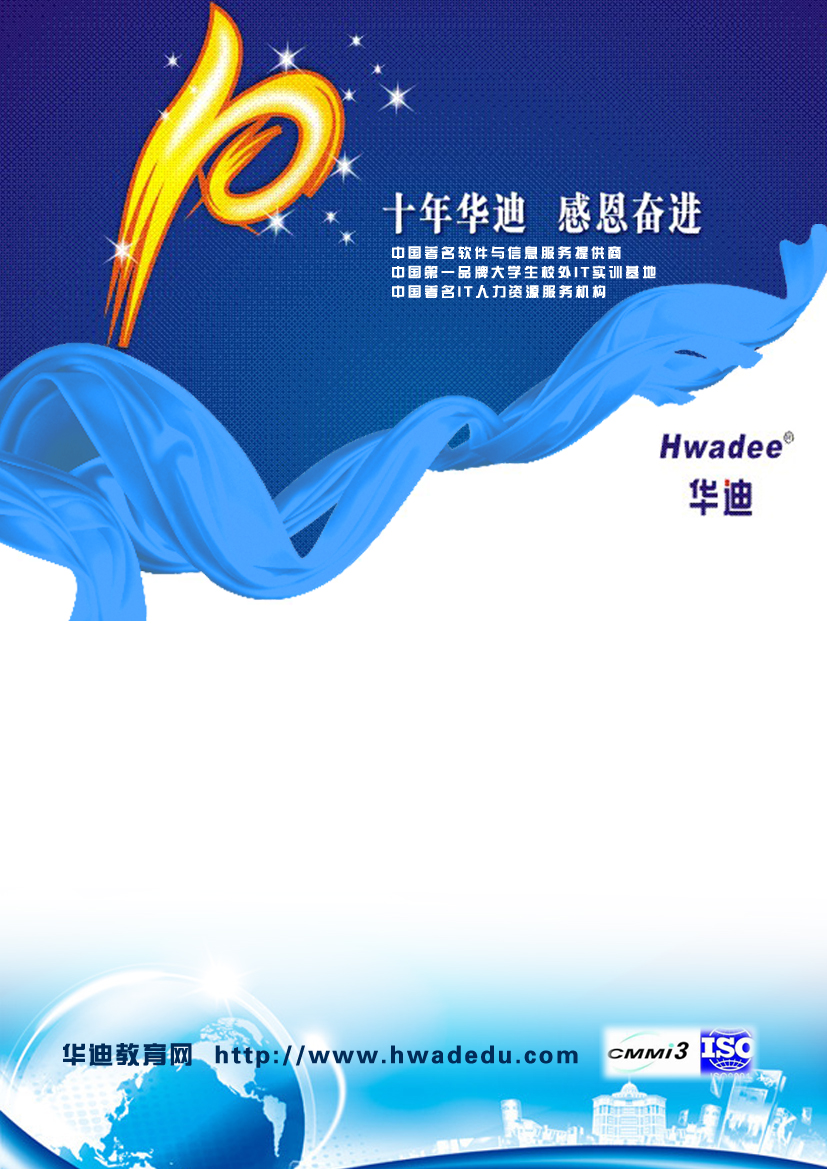 十年华迪 感恩奋进
中国著名软件与信息服务提供商
中国第一品牌大学生校外IT实训基地
中国著名IT人力资源服务机构
Hwadee®
华迪
华迪教育网 http://www.hwadedu.com
CMMi3
ISO